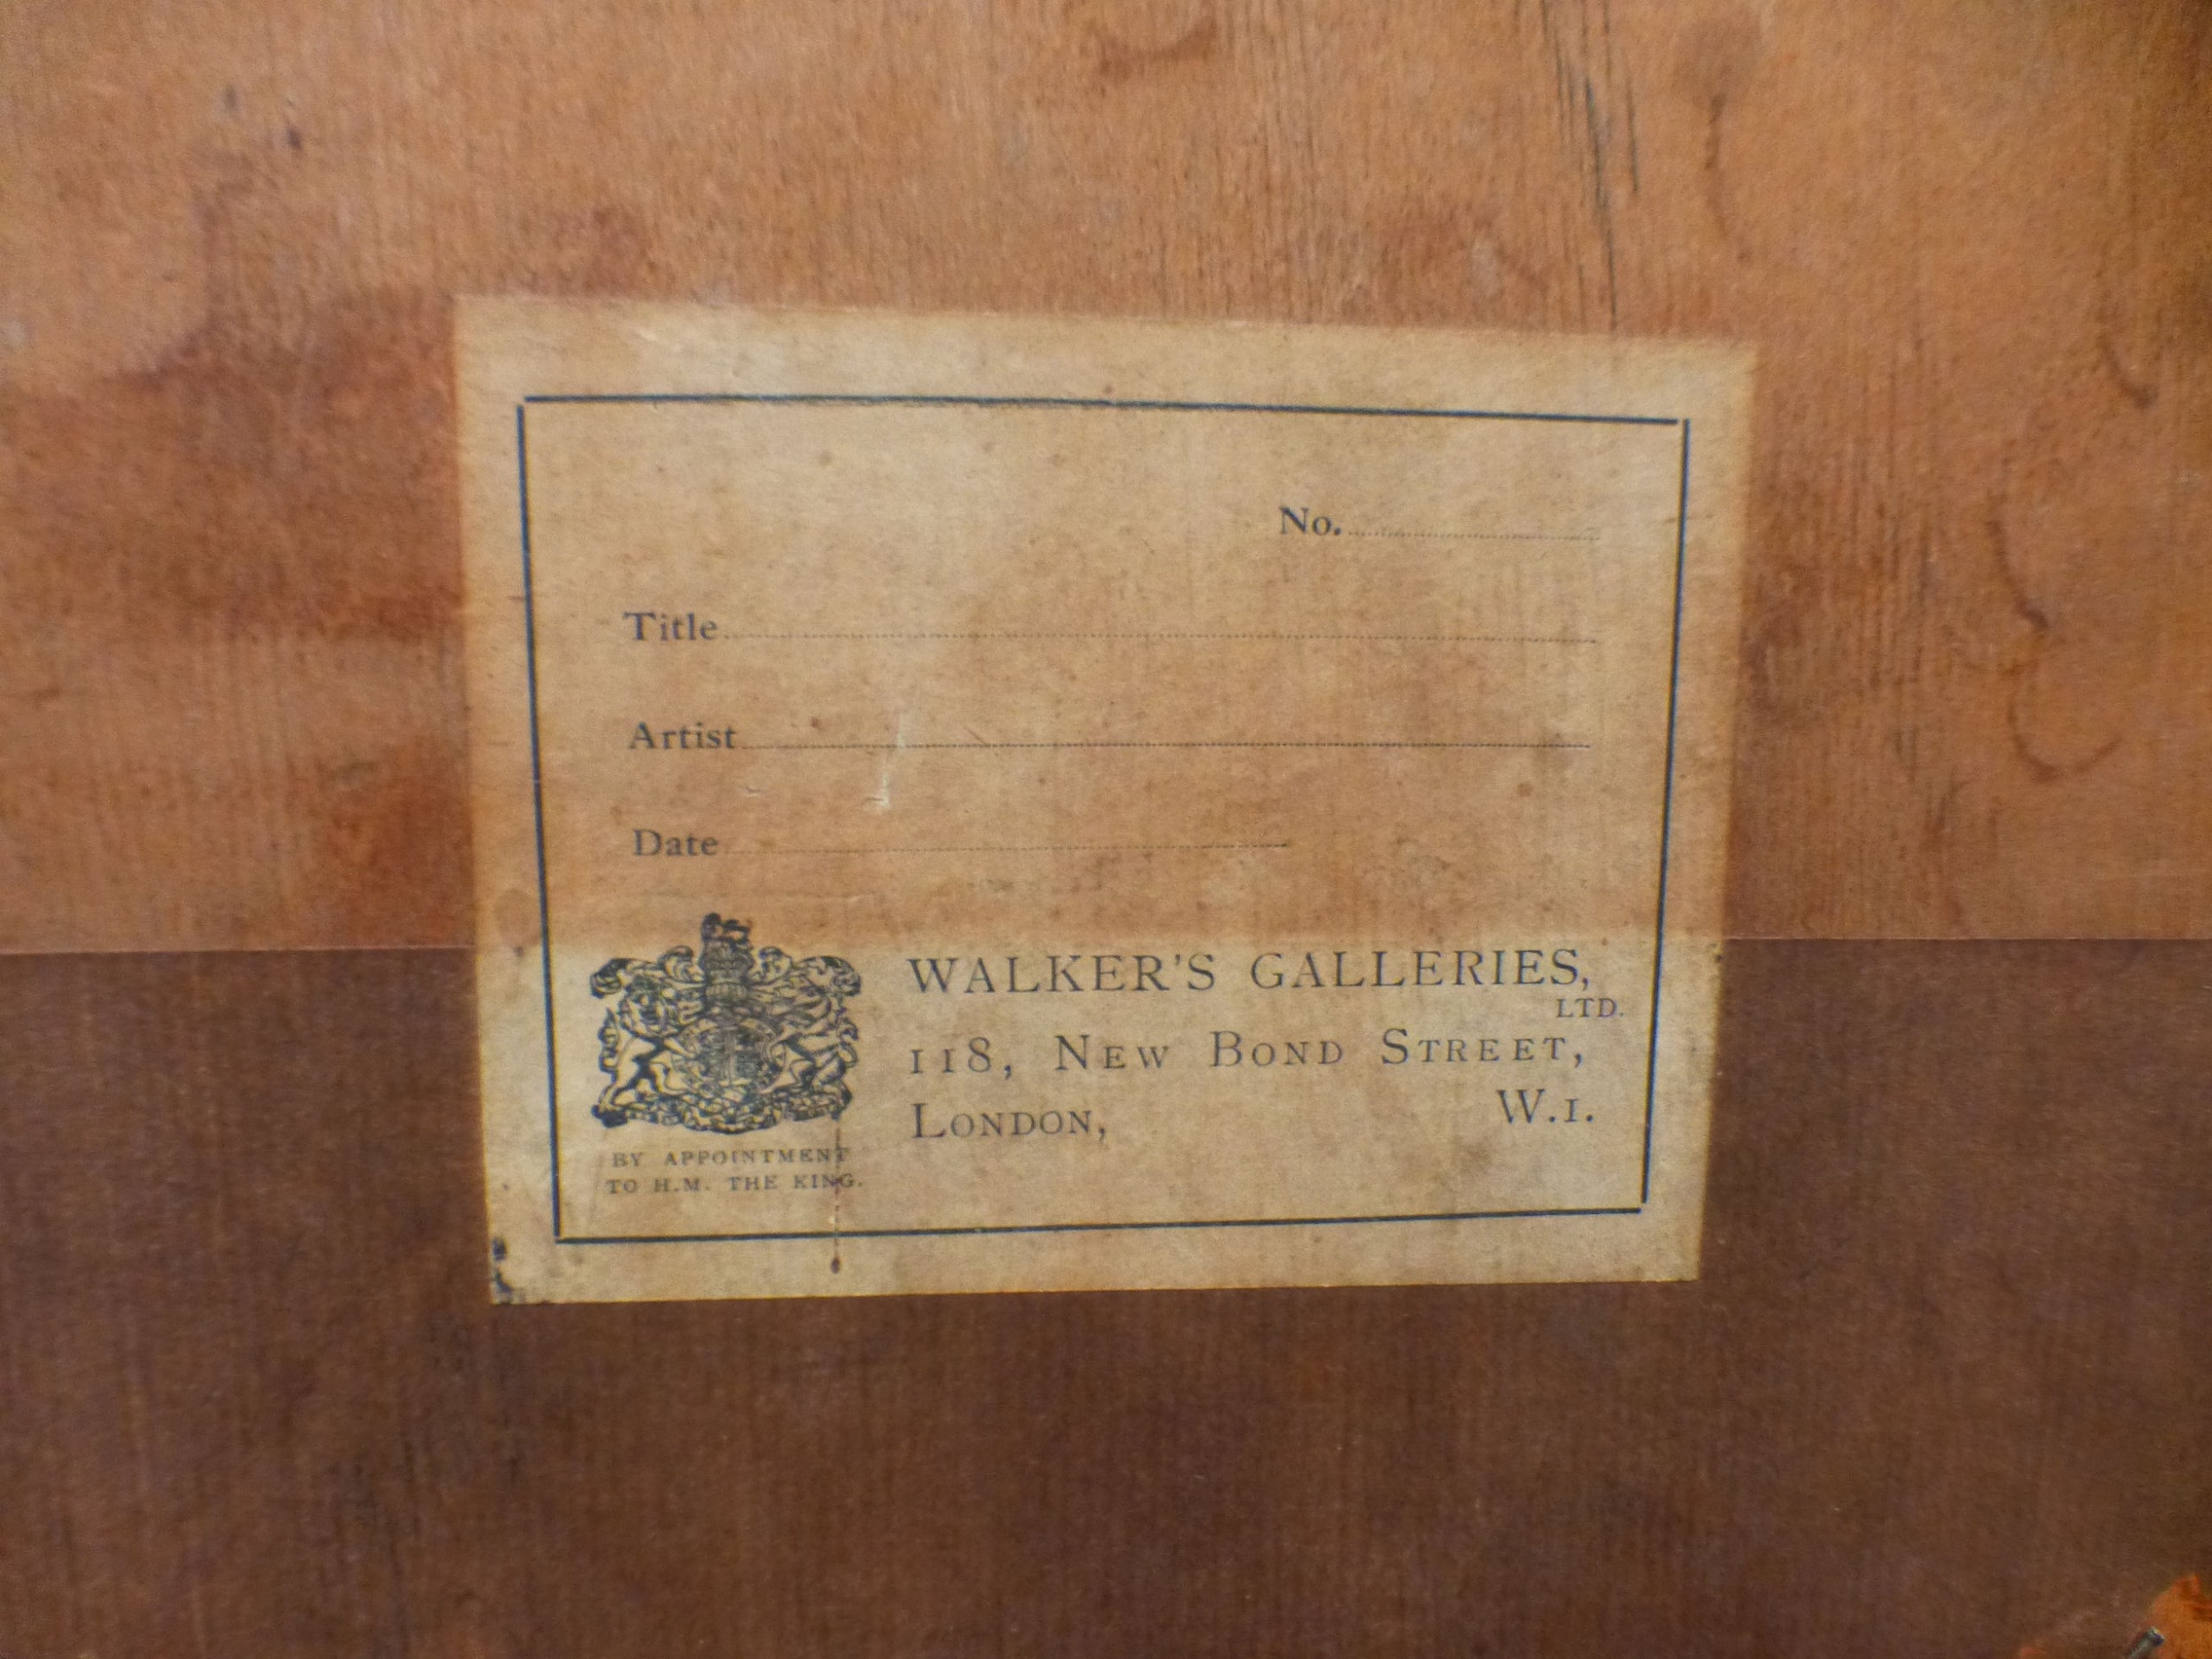 No.
Title
Artist
Date
WALKER'S GALLERIES,
LTD.
118, NEW BOND STREET,
LONDON, W.1.
BY APPOINTMENT
TO H.M. THE KING.